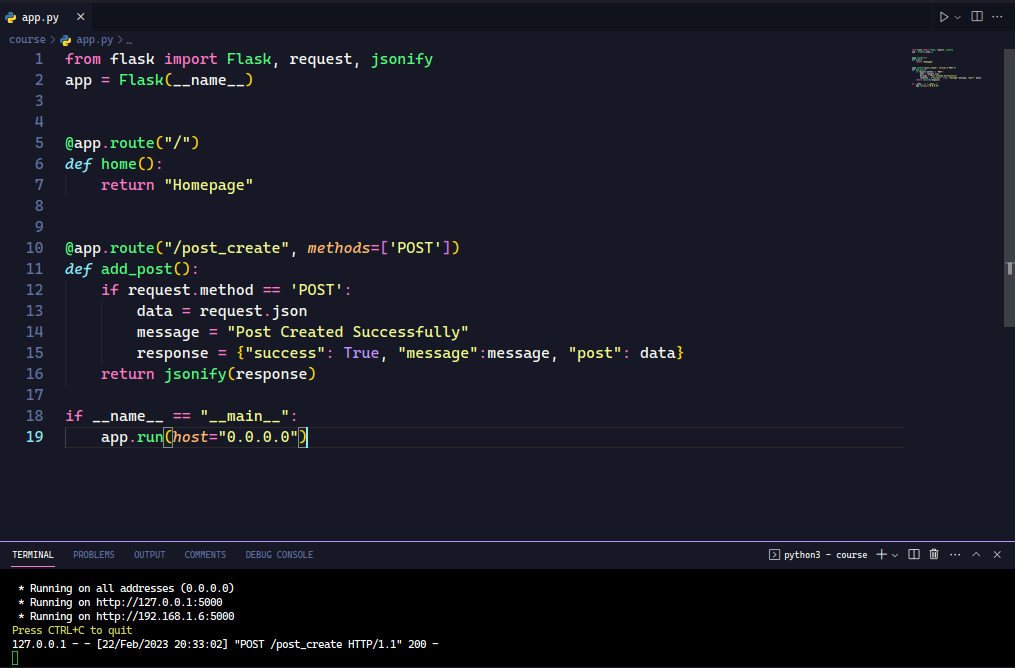 app.py
course > app.py > ...
1 from flask import Flask, request, jsonify
2 app = Flask(__name__)
3
4
5 @app.route("/")
6 def home():
7     return "Homepage"
8
9
10 @app.route("/post_create", methods=['POST'])
11 def add_post():
12     if request.method == 'POST':
13         data = request.json
14         message = "Post Created Successfully"
15         response = {"success": True, "message":message, "post": data}
16     return jsonify(response)
17
18 if __name__ == "__main__":
19     app.run(host="0.0.0.0")
TERMINAL PROBLEMS OUTPUT COMMENTS DEBUG CONSOLE python3 - course
* Running on all addresses (0.0.0.0)
* Running on http://127.0.0.1:5000
* Running on http://192.168.1.6:5000
Press CTRL+C to quit
127.0.0.1 - - [22/Feb/2023 20:33:02] "POST /post_create HTTP/1.1" 200 -